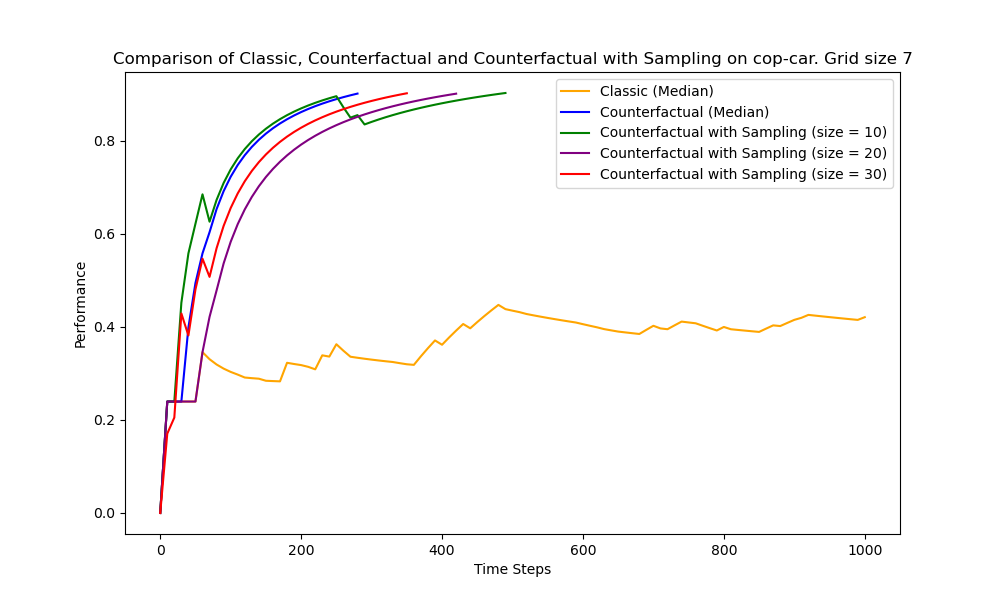 Comparison of Classic, Counterfactual and Counterfactual with Sampling on cop-car. Grid size 7
Classic (Median)
Counterfactual (Median)
Counterfactual with Sampling (size = 10)
Counterfactual with Sampling (size = 20)
Counterfactual with Sampling (size = 30)
Performance
0.8
0.6
0.4
0.2
0.0
0 200 400 600 800 1000
Time Steps